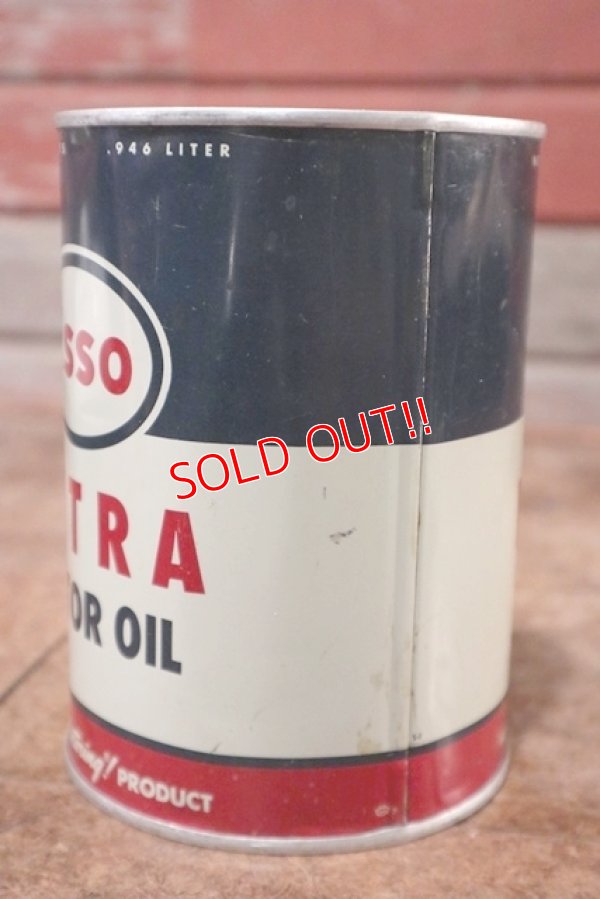 .946 LITER
SSO
SOLD OUT!!
TRA
OR OIL
PRODUCT